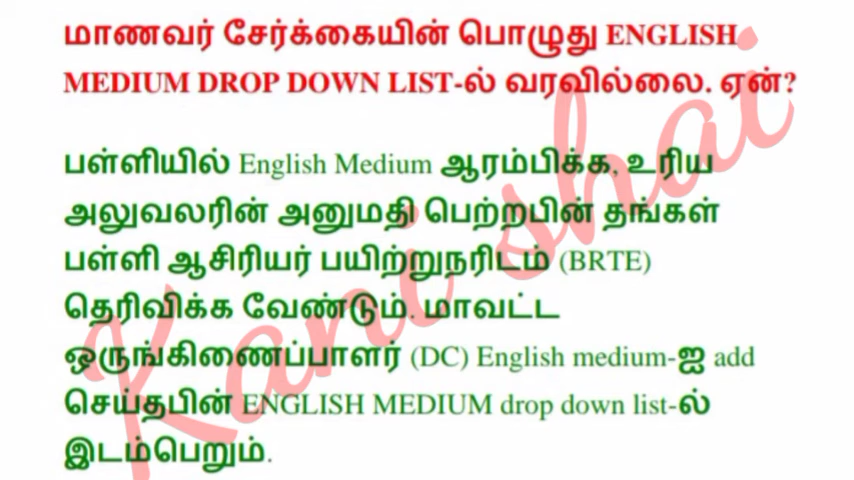 மாணவர் சேர்க்கையின் பொழுது ENGLISH
MEDIUM DROP DOWN LIST-ல் வரவில்லை. ஏன்?
பள்ளியில் English Medium ஆரம்பிக்க, உரிய
அலுவலரின் அனுமதி பெற்றபின் தங்கள்
பள்ளி ஆசிரியர் பயிற்றுநரிடம் (BRTE)
தெரிவிக்க வேண்டும். மாவட்ட
ஒருங்கிணைப்பாளர் (DC) English medium-ஐ add
செய்தபின் ENGLISH MEDIUM drop down list-ல்
இடம்பெறும்.
Kani shai